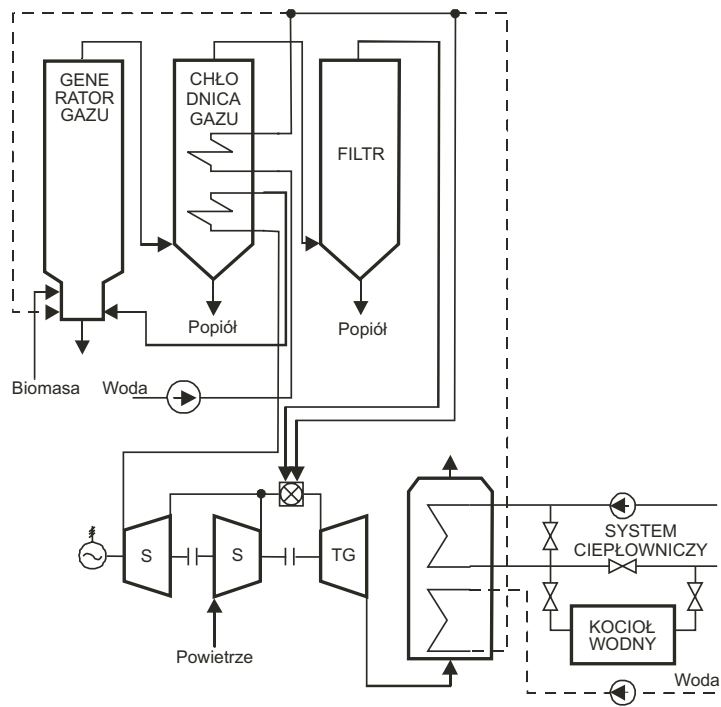 GENE
RATOR
GAZU
CHŁO
DNICA
GAZU
FILTR
Popiół
Popiół
Biomasa
Woda
S
S
TG
SYSTEM
CIEPŁOWNICZY
KOCIOŁ
WODNY
Powietrze
Woda